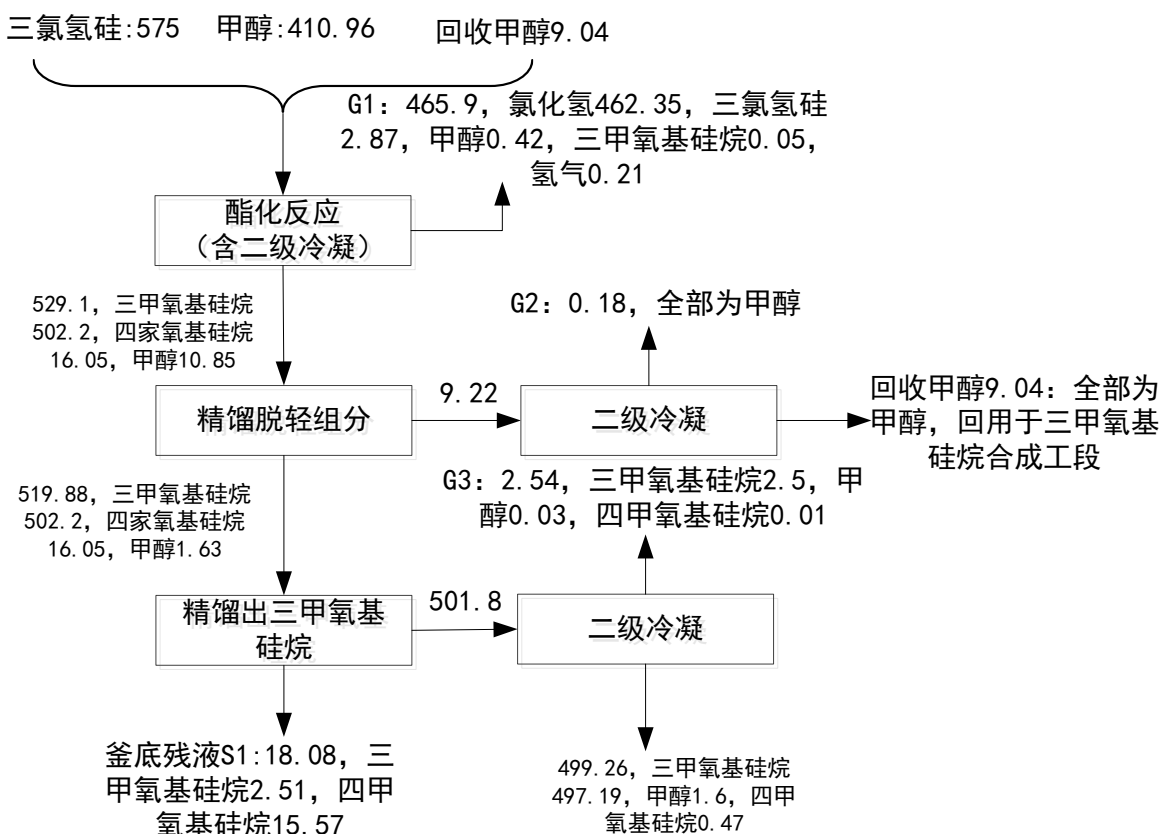 三氯氢硅:575 甲醇:410.96 回收甲醇9.04
G1：465.9，氯化氢462.35，三氯氢硅
2.87，甲醇0.42，三甲氧基硅烷0.05，
氢气0.21
酯化反应
（含二级冷凝）
529.1，三甲氧基硅烷
502.2，四家氧基硅烷
16.05，甲醇10.85
G2：0.18，全部为甲醇
精馏脱轻组分
9.22
二级冷凝
回收甲醇9.04：全部为
甲醇，回用于三甲氧基
硅烷合成工段
519.88，三甲氧基硅烷
502.2，四家氧基硅烷
16.05，甲醇1.63
G3：2.54，三甲氧基硅烷2.5，甲
醇0.03，四甲氧基硅烷0.01
精馏出三甲氧基
硅烷
501.8
二级冷凝
釜底残液S1:18.08，三
甲氧基硅烷2.51，四甲
氧基硅烷15.57
499.26，三甲氧基硅烷
497.19，甲醇1.6，四甲
氧基硅烷0.47